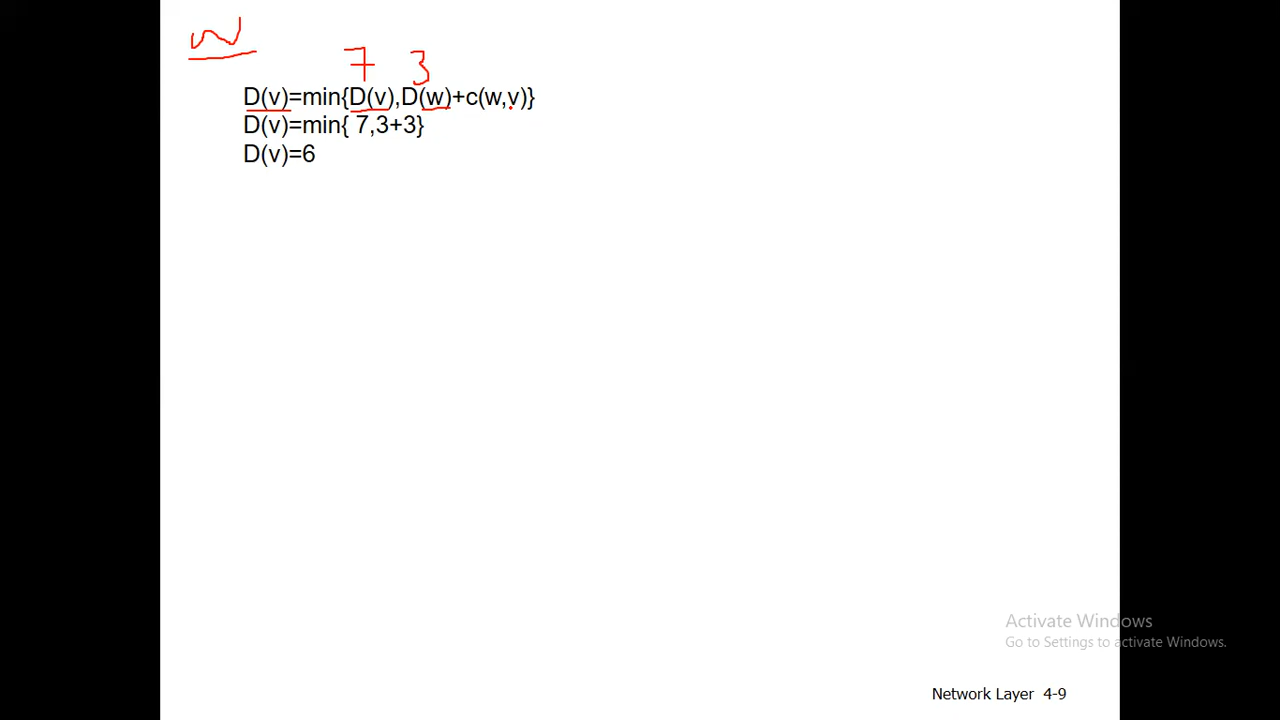 w
7 3
D(v)=min{D(v),D(w)+c(w,v)}
D(v)=min{ 7,3+3}
D(v)=6
Activate Windows
Go to Settings to activate Windows.
Network Layer 4-9